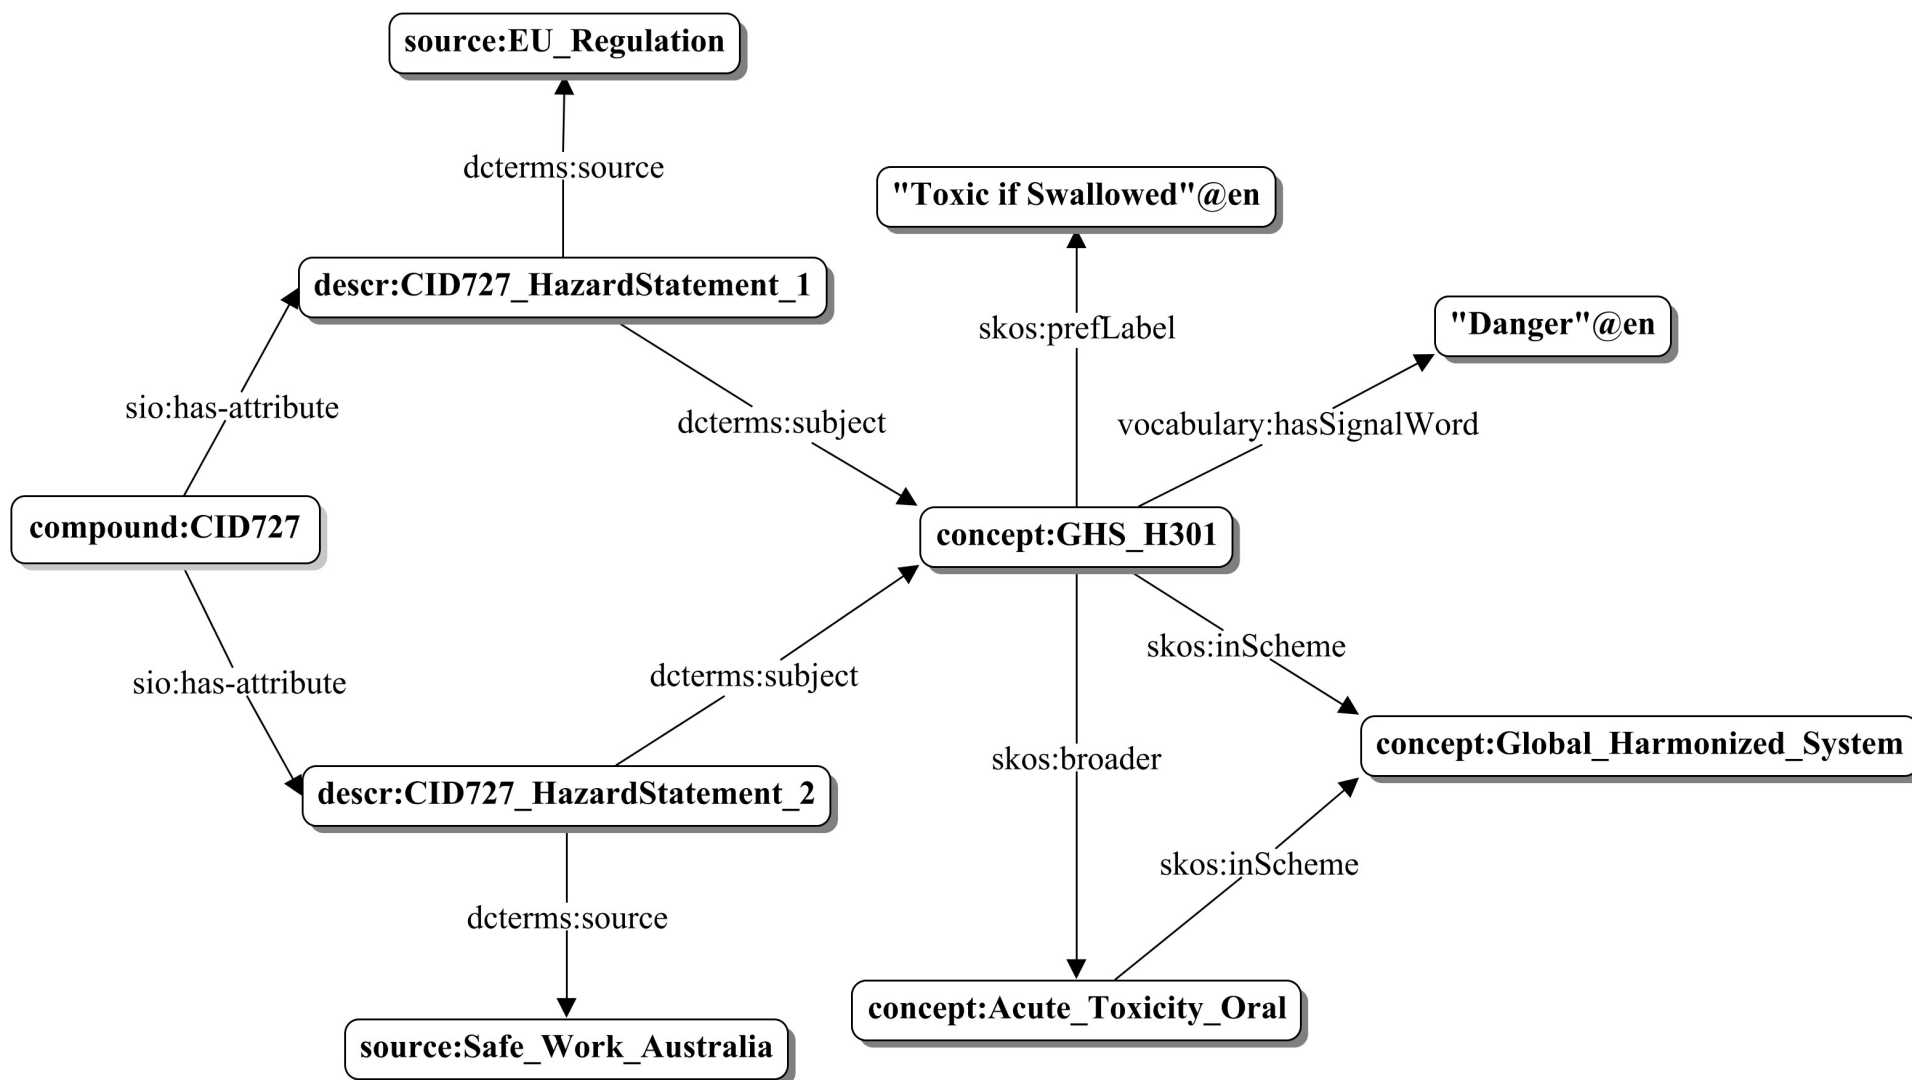 source:EU_Regulation
dcterms:source
"Toxic if Swallowed"@en
descr:CID727_HazardStatement_1
skos:prefLabel
"Danger"@en
sio:has-attribute
dcterms:subject
vocabulary:hasSignalWord
compound:CID727
concept:GHS_H301
skos:inScheme
sio:has-attribute
dcterms:subject
concept:Global_Harmonized_System
skos:broader
descr:CID727_HazardStatement_2
skos:inScheme
dcterms:source
concept:Acute_Toxicity_Oral
source:Safe_Work_Australia